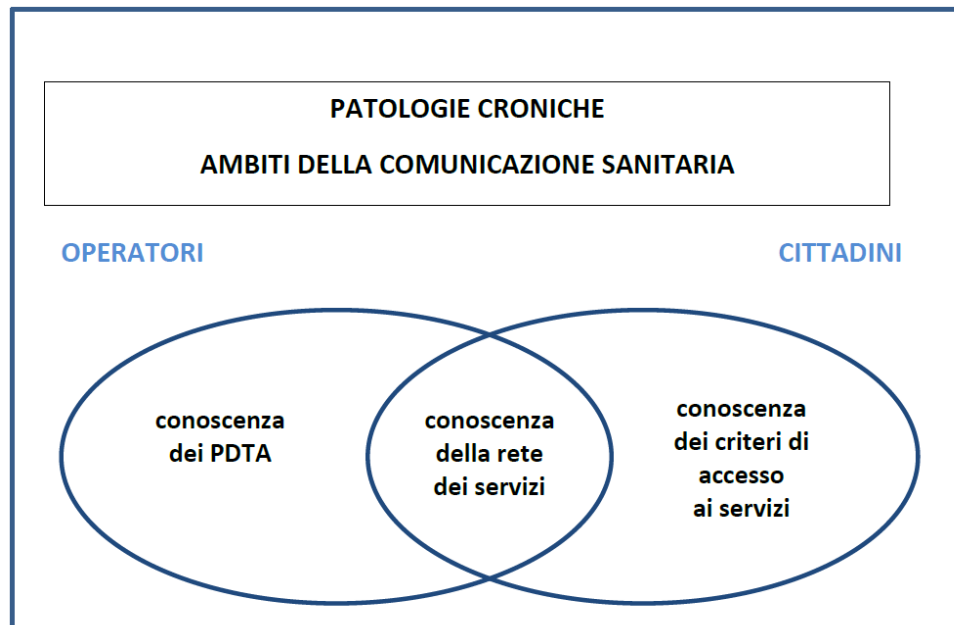 PATOLOGIE CRONICHE
AMBITI DELLA COMUNICAZIONE SANITARIA
OPERATORI
CITTADINI
conoscenza
dei PDTA
conoscenza
della rete
dei servizi
conoscenza
dei criteri di
accesso
ai servizi